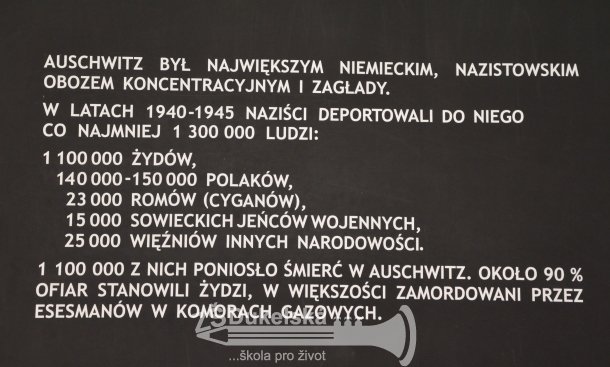 AUSCHWITZ BYŁ NAJWIĘKSZYM NIEMIECKIM, NAZISTOWSKIM
OBOZEM KONCENTRACYJNYM I ZAGŁADY.
W LATACH 1940-1945 NAZIŚCI DEPORTOWALI DO NIEGO
CO NAJMNIEJ 1 300 000 LUDZI:
1 100 000 ŻYDÓW,
140 000-150 000 POLAKÓW,
23 000 ROMÓW (CYGANÓW),
15 000 SOWIECKICH JEŃCÓW WOJENNYCH,
25 000 WIĘŹNIÓW INNYCH NARODOWOŚCI.
1 100 000 Z NICH PONIOSŁO ŚMIERĆ W AUSCHWITZ. OKOŁO 90 %
OFIAR STANOWILI ŻYDZI, W WIĘKSZOŚCI ZAMORDOWANI PRZEZ
ESESMANÓW W KOMORACH GAZOWYCH.
ZŠ Dukelská
...škola pro život